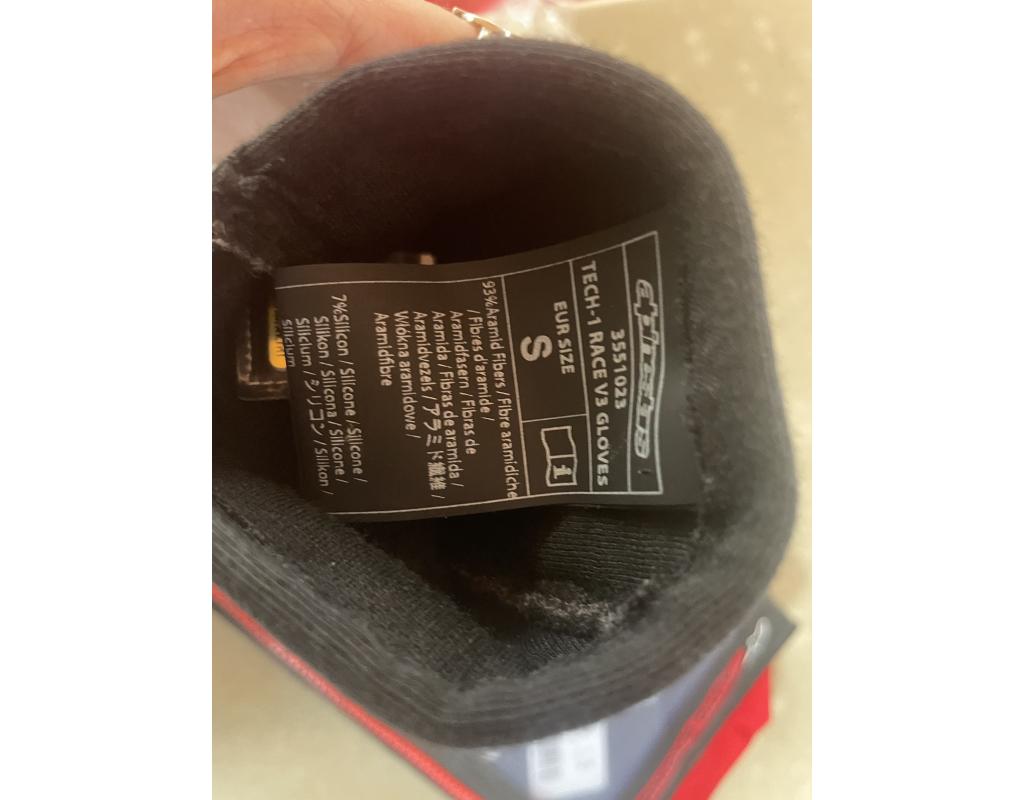 alpinestars
3551023
TECH-1 RACE V3 GLOVES
EUR SIZE
S
i
93%Aramid Fibers / Fibre aramidiche
/ Fibres d'aramide /
Aramidfasern / Fibras de
Aramida / Fibras de aramida /
Aramidvezels / アラミド繊維 /
Włókna aramidowe /
Aramidfibre
7%Silicon / Silicone / Silicone /
Silikon / Silicona / Silicone /
Silicium / シリコン / Silikon /
Silicium